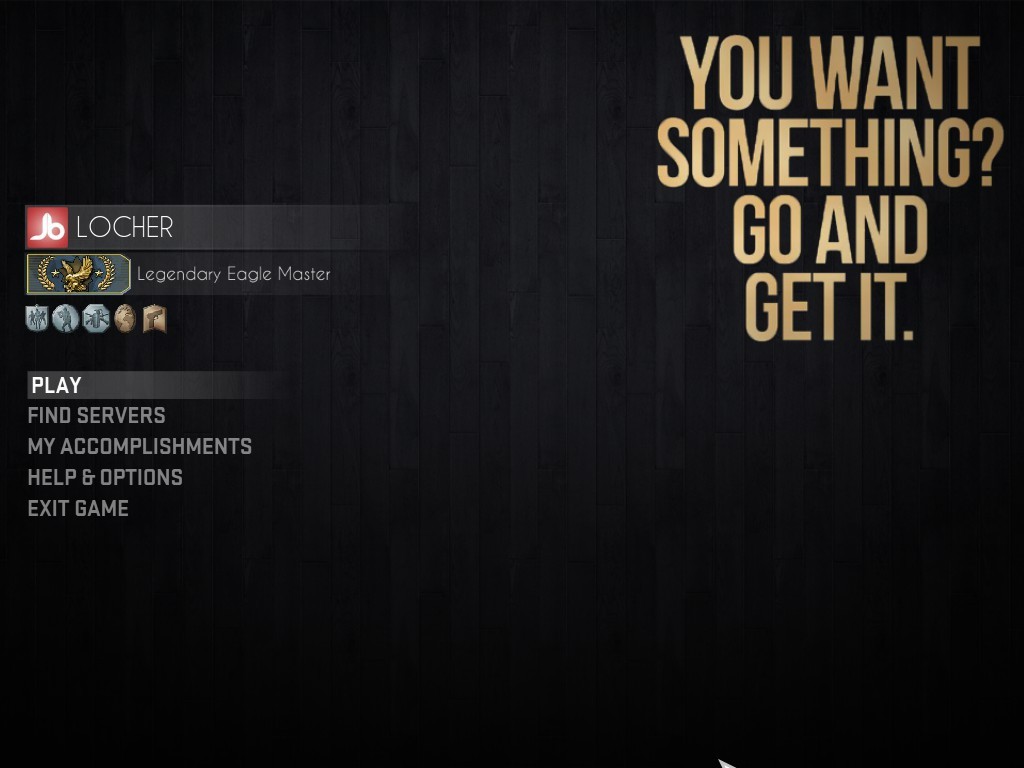 YOU WANT
SOMETHING?
GO AND
GET IT.
jb LOCHER
Legendary Eagle Master
PLAY
FIND SERVERS
MY ACCOMPLISHMENTS
HELP & OPTIONS
EXIT GAME